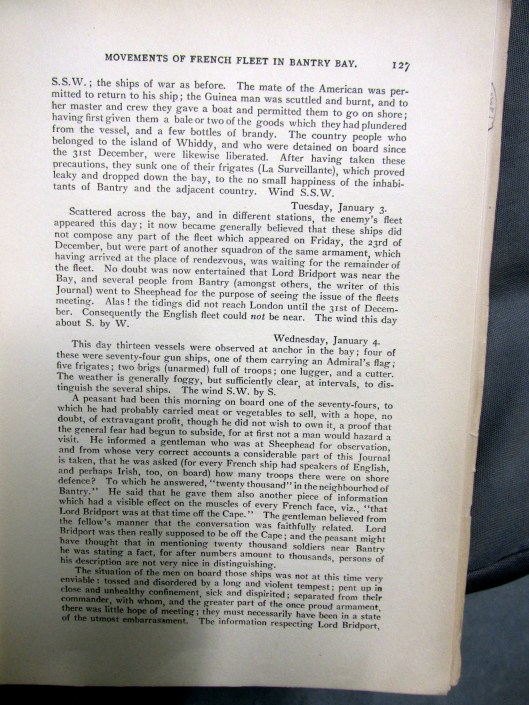 MOVEMENTS OF FRENCH FLEET IN BANTRY BAY. 127
S.S.W.; the ships of war as before. The mate of the American was per-
mitted to return to his ship; the Guinea man was scuttled and burnt, and to
her master and crew they gave a boat and permitted them to go on shore;
having first given them a bale or two of the goods which they had plundered
from the vessel, and a few bottles of brandy. The country people who
belonged to the island of Whiddy, and who were detained on board since
the 31st December, were likewise liberated. After having taken these
precautions, they sunk one of their frigates (La Surveillante), which proved
leaky and dropped down the bay, to the no small happiness of the inhabi-
tants of Bantry and the adjacent country. Wind S.S.W.
Tuesday, January 3.
Scattered across the bay, and in different stations, the enemy's fleet
appeared this day; it now became generally believed that these ships did
not compose any part of the fleet which appeared on Friday, the 23rd of
December, but were part of another squadron of the same armament, which
having arrived at the place of rendezvous, was waiting for the remainder of
the fleet. No doubt was now entertained that Lord Bridport was near the
Bay, and several people from Bantry (amongst others, the writer of this
Journal) went to Sheephead for the purpose of seeing the issue of the fleets
meeting. Alas! the tidings did not reach London until the 31st of Decem-
ber. Consequently the English fleet could not be near. The wind this day
about S. by W.
Wednesday, January 4.
This day thirteen vessels were observed at anchor in the bay; four of
these were seventy-four gun ships, one of them carrying an Admiral's flag;
five frigates; two brigs (unarmed) full of troops; one lugger, and a cutter.
The weather is generally foggy, but sufficiently clear, at intervals, to dis-
tinguish the several ships. The wind S.W. by S.
A peasant had been this morning on board one of the seventy-fours, to
which he had probably carried meat or vegetables to sell, with a hope, no
doubt, of extravagant profit, though he did not wish to own it, a proof that
the general fear had begun to subside, for at first not a man would hazard a
visit. He informed a gentleman who was at Sheephead for observation,
and from whose very correct accounts a considerable part of this Journal
is taken, that he was asked (for every French ship had speakers of English,
and perhaps Irish, too, on board) how many troops there were on shore
defence? To which he answered, "twenty thousand" in the neighbourhod of
Bantry." He said that he gave them also another piece of information
which had a visible effect on the muscles of every French face, viz., "that
Lord Bridport was at that time off the Cape." The gentleman believed from
the fellow's manner that the conversation was faithfully related. Lord
Bridport was then really supposed to be off the Cape; and the peasant might
have thought that in mentioning twenty thousand soldiers near Bantry
he was stating a fact, for after numbers amount to thousands, persons of
his description are not very nice in distinguishing.
The situation of the men on board those ships was not at this time very
enviable: tossed and disordered by a long and violent tempest; pent up in
close and unhealthy confinement, sick and dispirited; separated from their
commander, with whom, and the greater part of the once proud armament,
there was little hope of meeting; they must necessarily have been in a state
of the utmost embarrassment. The information respecting Lord Bridport,